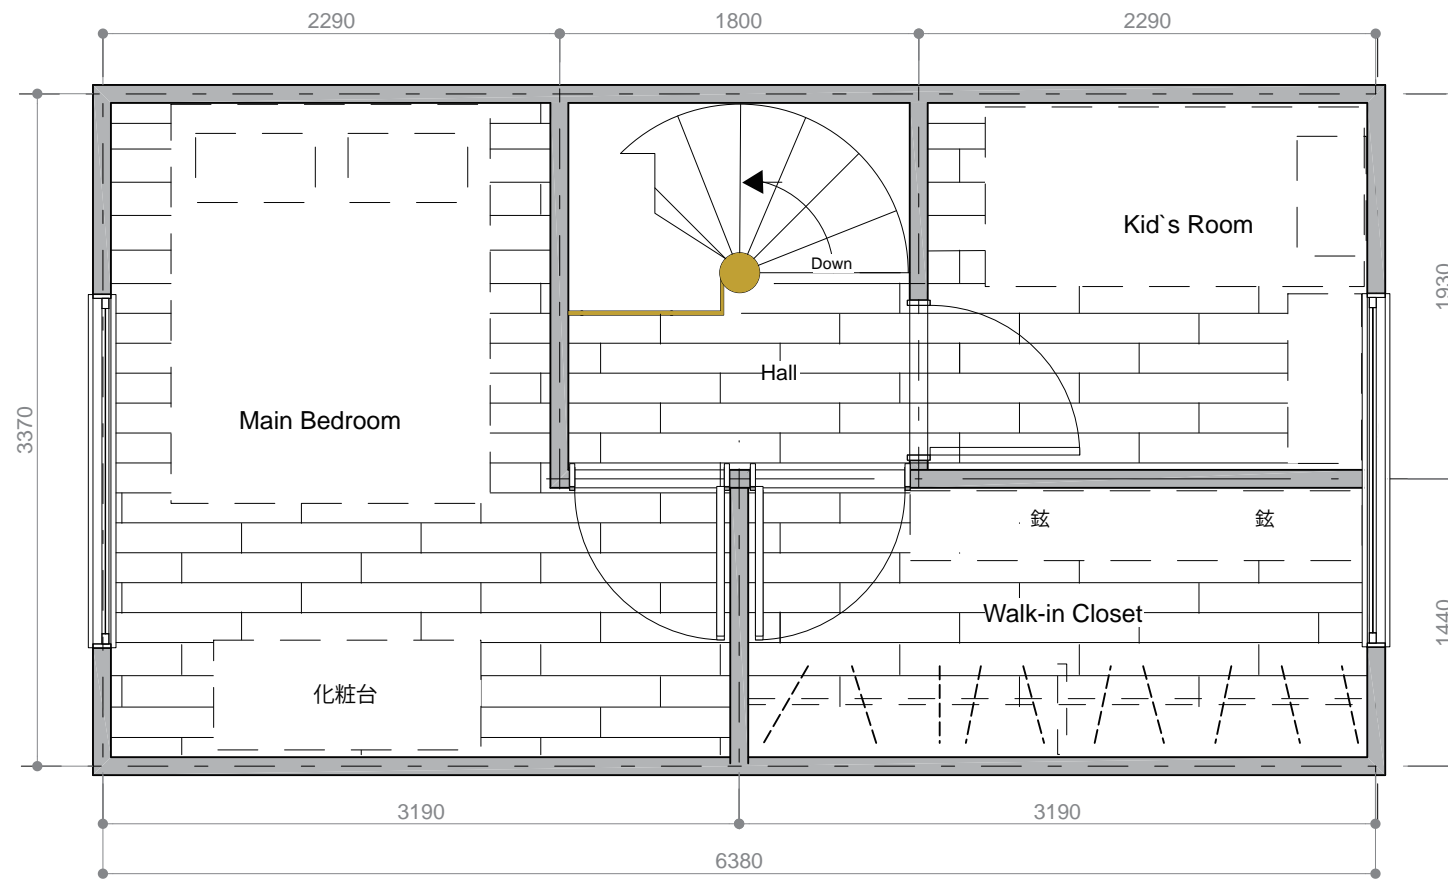 2290
1800
2290
Kid`s Room
Down
1930
Hall
Main Bedroom
3370
鉉
鉉
Walk-in Closet
1440
化粧台
3190
3190
6380